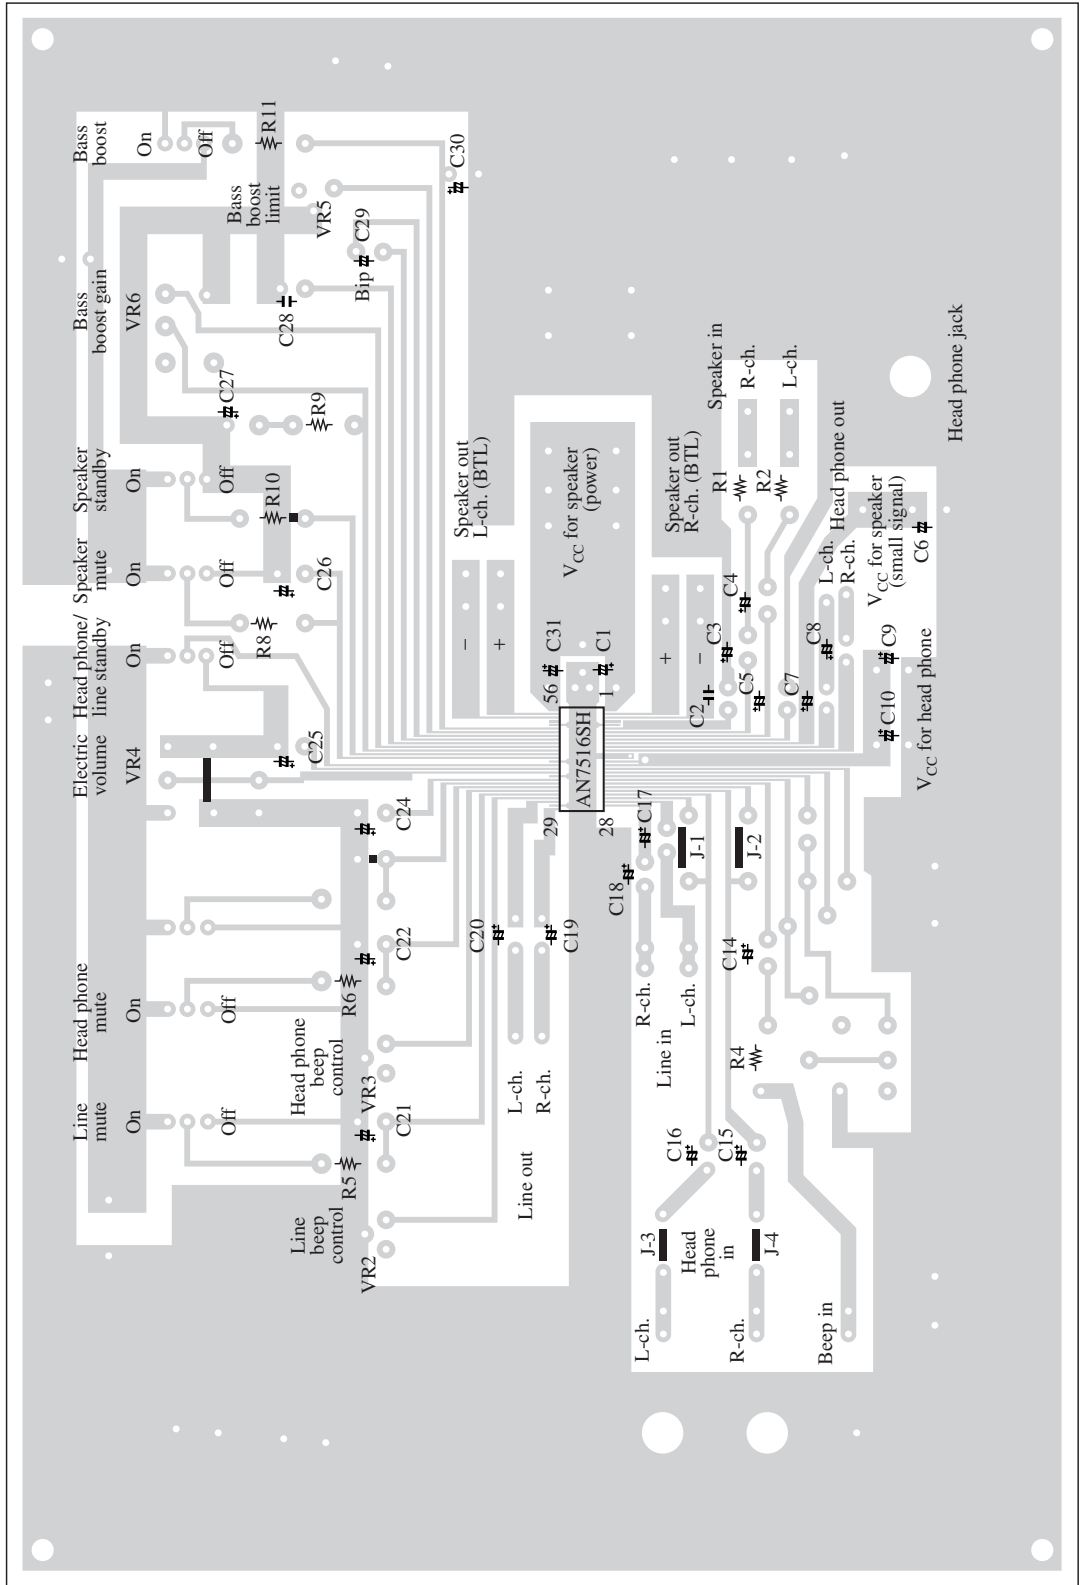 Line
mute
On
Off
Head phone
mute
On
Off
Electric
volume
VR4
Head phone/
line standby
On
Off
Speaker
mute
On
Off
Speaker
standby
On
Off
Bass
boost gain
VR6
Bass
boost
On
Off
R11
Bass
boost
limit
VR5
C30
C29
Bip
C28
C27
R9
R10
C26
R8
C25
C24
C22
R6
Head phone
beep
control
VR3
C21
R5
Line
beep
control
VR2
Line out
L-ch.
R-ch.
C20
C19
Speaker out
L-ch. (BTL)
−
+
VCC for speaker
(power)
Speaker out
R-ch. (BTL)
+
−
C31
C1
56
1
AN7516SH
29
28
C17
C18
J-1
J-2
R-ch.
L-ch.
Line in
C14
R4
C16
C15
J-3
Head
phone
in
J-4
L-ch.
R-ch.
Beep in
C2
C3
C4
C5
C7
C8
R1
R2
Speaker in
R-ch.
L-ch.
Head phone out
L-ch.
R-ch.
VCC for speaker
(small signal)
C6
C9
C10
VCC for head phone
Head phone jack